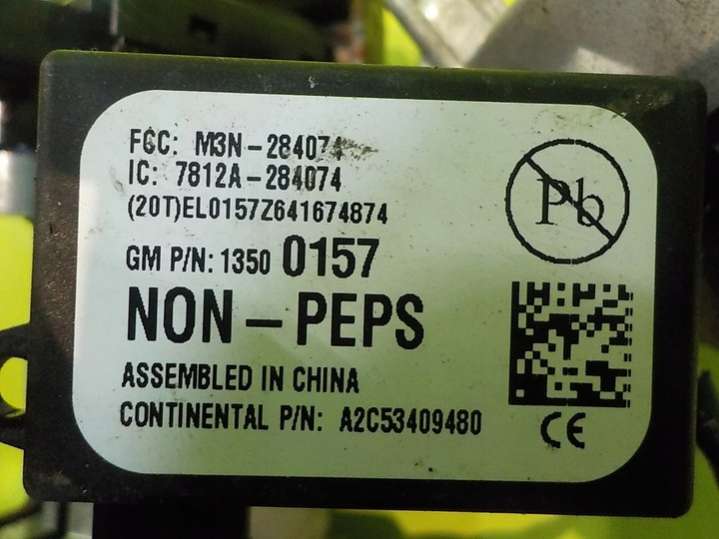 FCC: M3N-284074
IC: 7812A-284074
(20T)EL0157Z641674874
GM P/N: 1350 0157
NON-PEPS
ASSEMBLED IN CHINA
CONTINENTAL P/N: A2C53409480
Pb
CE